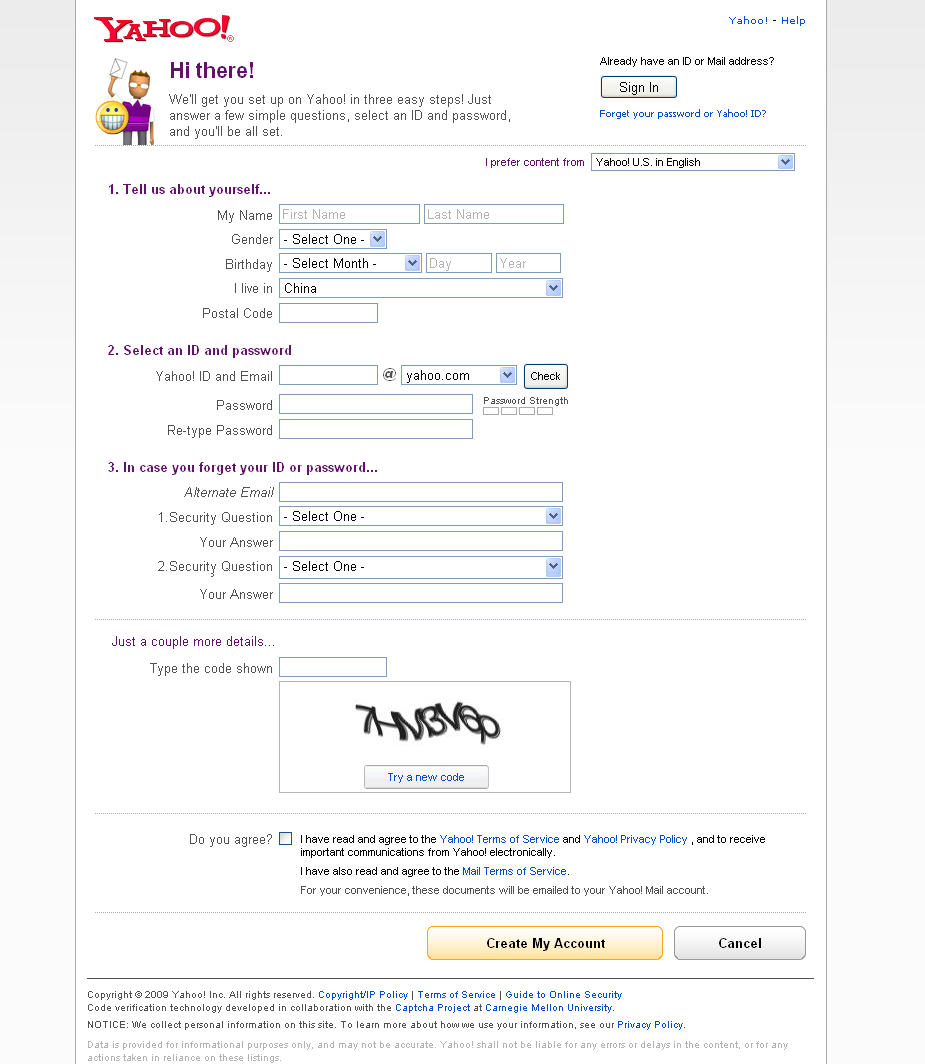 YAHOO!®
Yahoo! - Help
Hi there!
We'll get you set up on Yahoo! in three easy steps! Just
answer a few simple questions, select an ID and password,
and you'll be all set.
Already have an ID or Mail address?
Sign In
Forget your password or Yahoo! ID?
I prefer content from Yahoo! U.S. in English
1. Tell us about yourself...
My Name First Name Last Name
Gender - Select One -
Birthday - Select Month - Day Year
I live in China
Postal Code
2. Select an ID and password
Yahoo! ID and Email @ yahoo.com Check
Password Password Strength
Re-type Password
3. In case you forget your ID or password...
Alternate Email
1.Security Question - Select One -
Your Answer
2.Security Question - Select One -
Your Answer
Just a couple more details...
Type the code shown
Try a new code
Do you agree? I have read and agree to the Yahoo! Terms of Service and Yahoo! Privacy Policy , and to receive
important communications from Yahoo! electronically.
I have also read and agree to the Mail Terms of Service.
For your convenience, these documents will be emailed to your Yahoo! Mail account.
Create My Account Cancel
Copyright © 2009 Yahoo! Inc. All rights reserved. Copyright/IP Policy | Terms of Service | Guide to Online Security
Code verification technology developed in collaboration with the Captcha Project at Carnegie Mellon University.
NOTICE: We collect personal information on this site. To learn more about how we use your information, see our Privacy Policy.
Data is provided for informational purposes only, and may not be accurate. Yahoo! shall not be liable for any errors or delays in the content, or for any
actions taken in reliance on these listings.